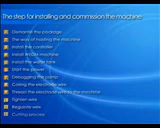 The step for installing and commission the machine
Dismantle the package
The way of hoisting the machine
Install the controller
Install the machine
Install the water tank
Start the power
Debugging the panel
Coiling the electrode wire
Thread the electrode wire to the machine
Tighten wire
Regulate wire
Cutting process